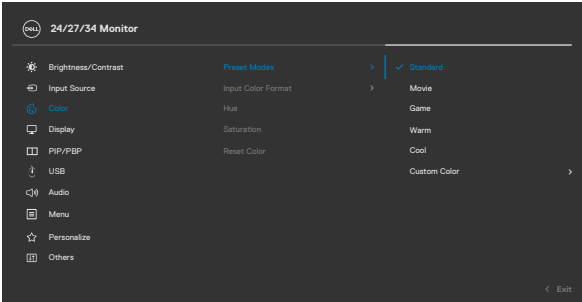 DELL 24/27/34 Monitor
Brightness/Contrast Preset Modes Standard
Input Source Input Color Format Movie
Color Hue Game
Display Saturation Warm
PIP/PBP Reset Color Cool
USB Custom Color
Audio
Menu
Personalize
Others
Exit